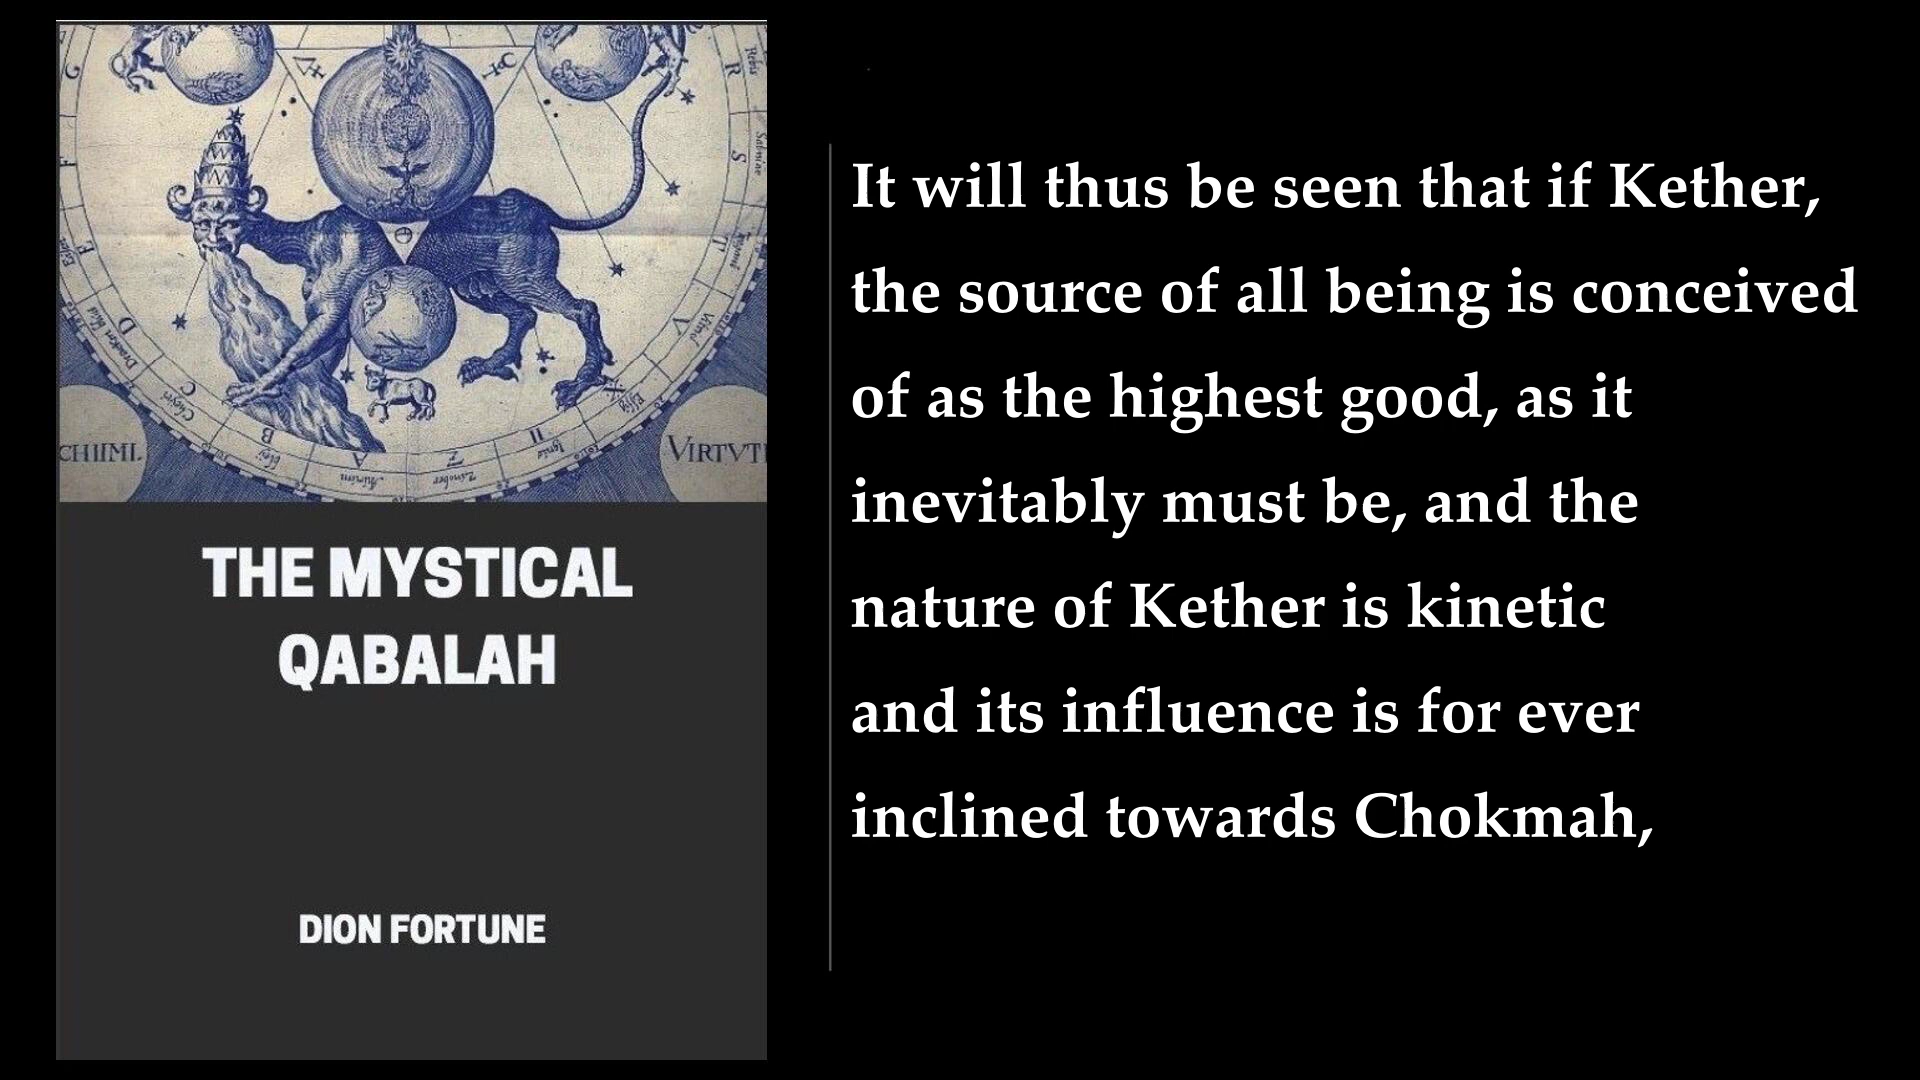 THE MYSTICAL
QABALAH
DION FORTUNE
CHIIMI.
VIRTVTI
It will thus be seen that if Kether,
the source of all being is conceived
of as the highest good, as it
inevitably must be, and the
nature of Kether is kinetic
and its influence is for ever
inclined towards Chokmah,